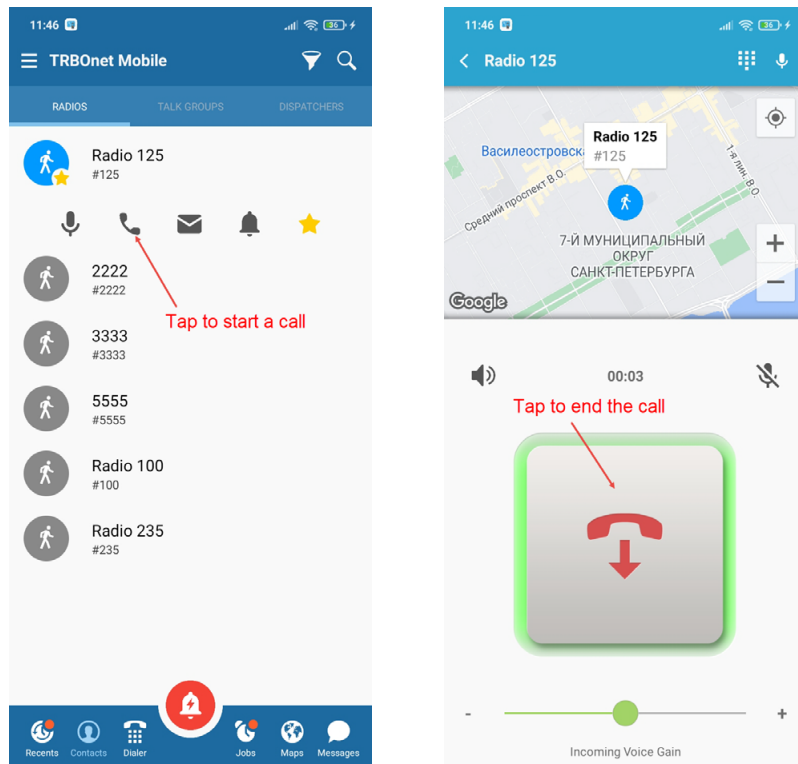 11:46
36
TRBOnet Mobile
RADIOS
TALK GROUPS
DISPATCHERS
Radio 125
#125
Tap to start a call
2222
#2222
3333
#3333
5555
#5555
Radio 100
#100
Radio 235
#235
Recents
Contacts
Dialer
Jobs
Maps
Messages
11:46
36
Radio 125
Radio 125
#125
Василеостровск
1-я лин. В.О.
Средний проспект В.О.
7-Й МУНИЦИПАЛЬНЫЙ
ОКРУГ
САНКТ-ПЕТЕРБУРГА
Google
+
−
00:03
Tap to end the call
-
+
Incoming Voice Gain